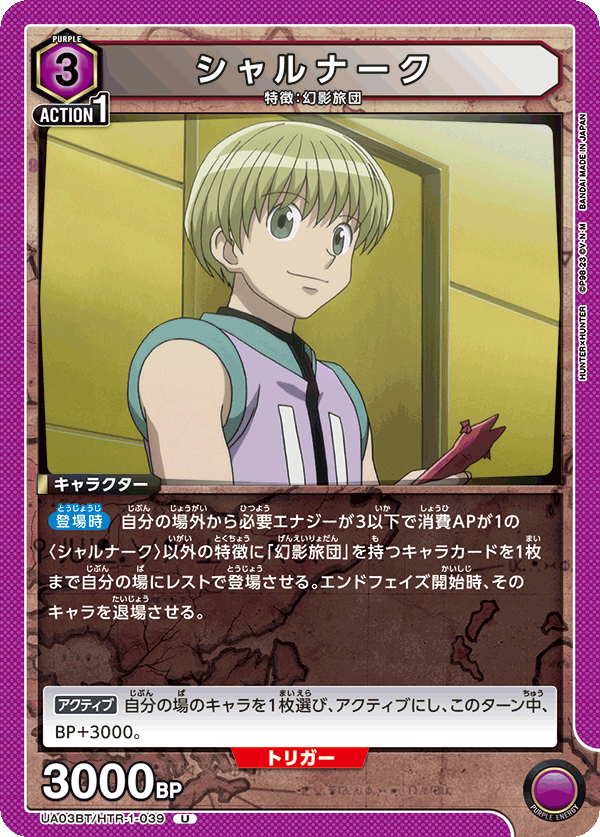 PURPLE
3
シャルナーク
特徴:幻影旅団
ACTION 1
HUNTER×HUNTER ©P98-23 ©V・N・M BANDAI MADE IN JAPAN
キャラクター
登場時 自分の場外から必要エナジーが3以下で消費APが1の
〈シャルナーク〉以外の特徴に「幻影旅団」を持つキャラカードを1枚
まで自分の場にレストで登場させる。エンドフェイズ開始時、その
キャラを退場させる。
アクティブ 自分の場のキャラを1枚選び、アクティブにし、このターン中、
BP+3000。
トリガー
3000BP
UA03BT/HTR-1-039 U
PURPLE ENERGY